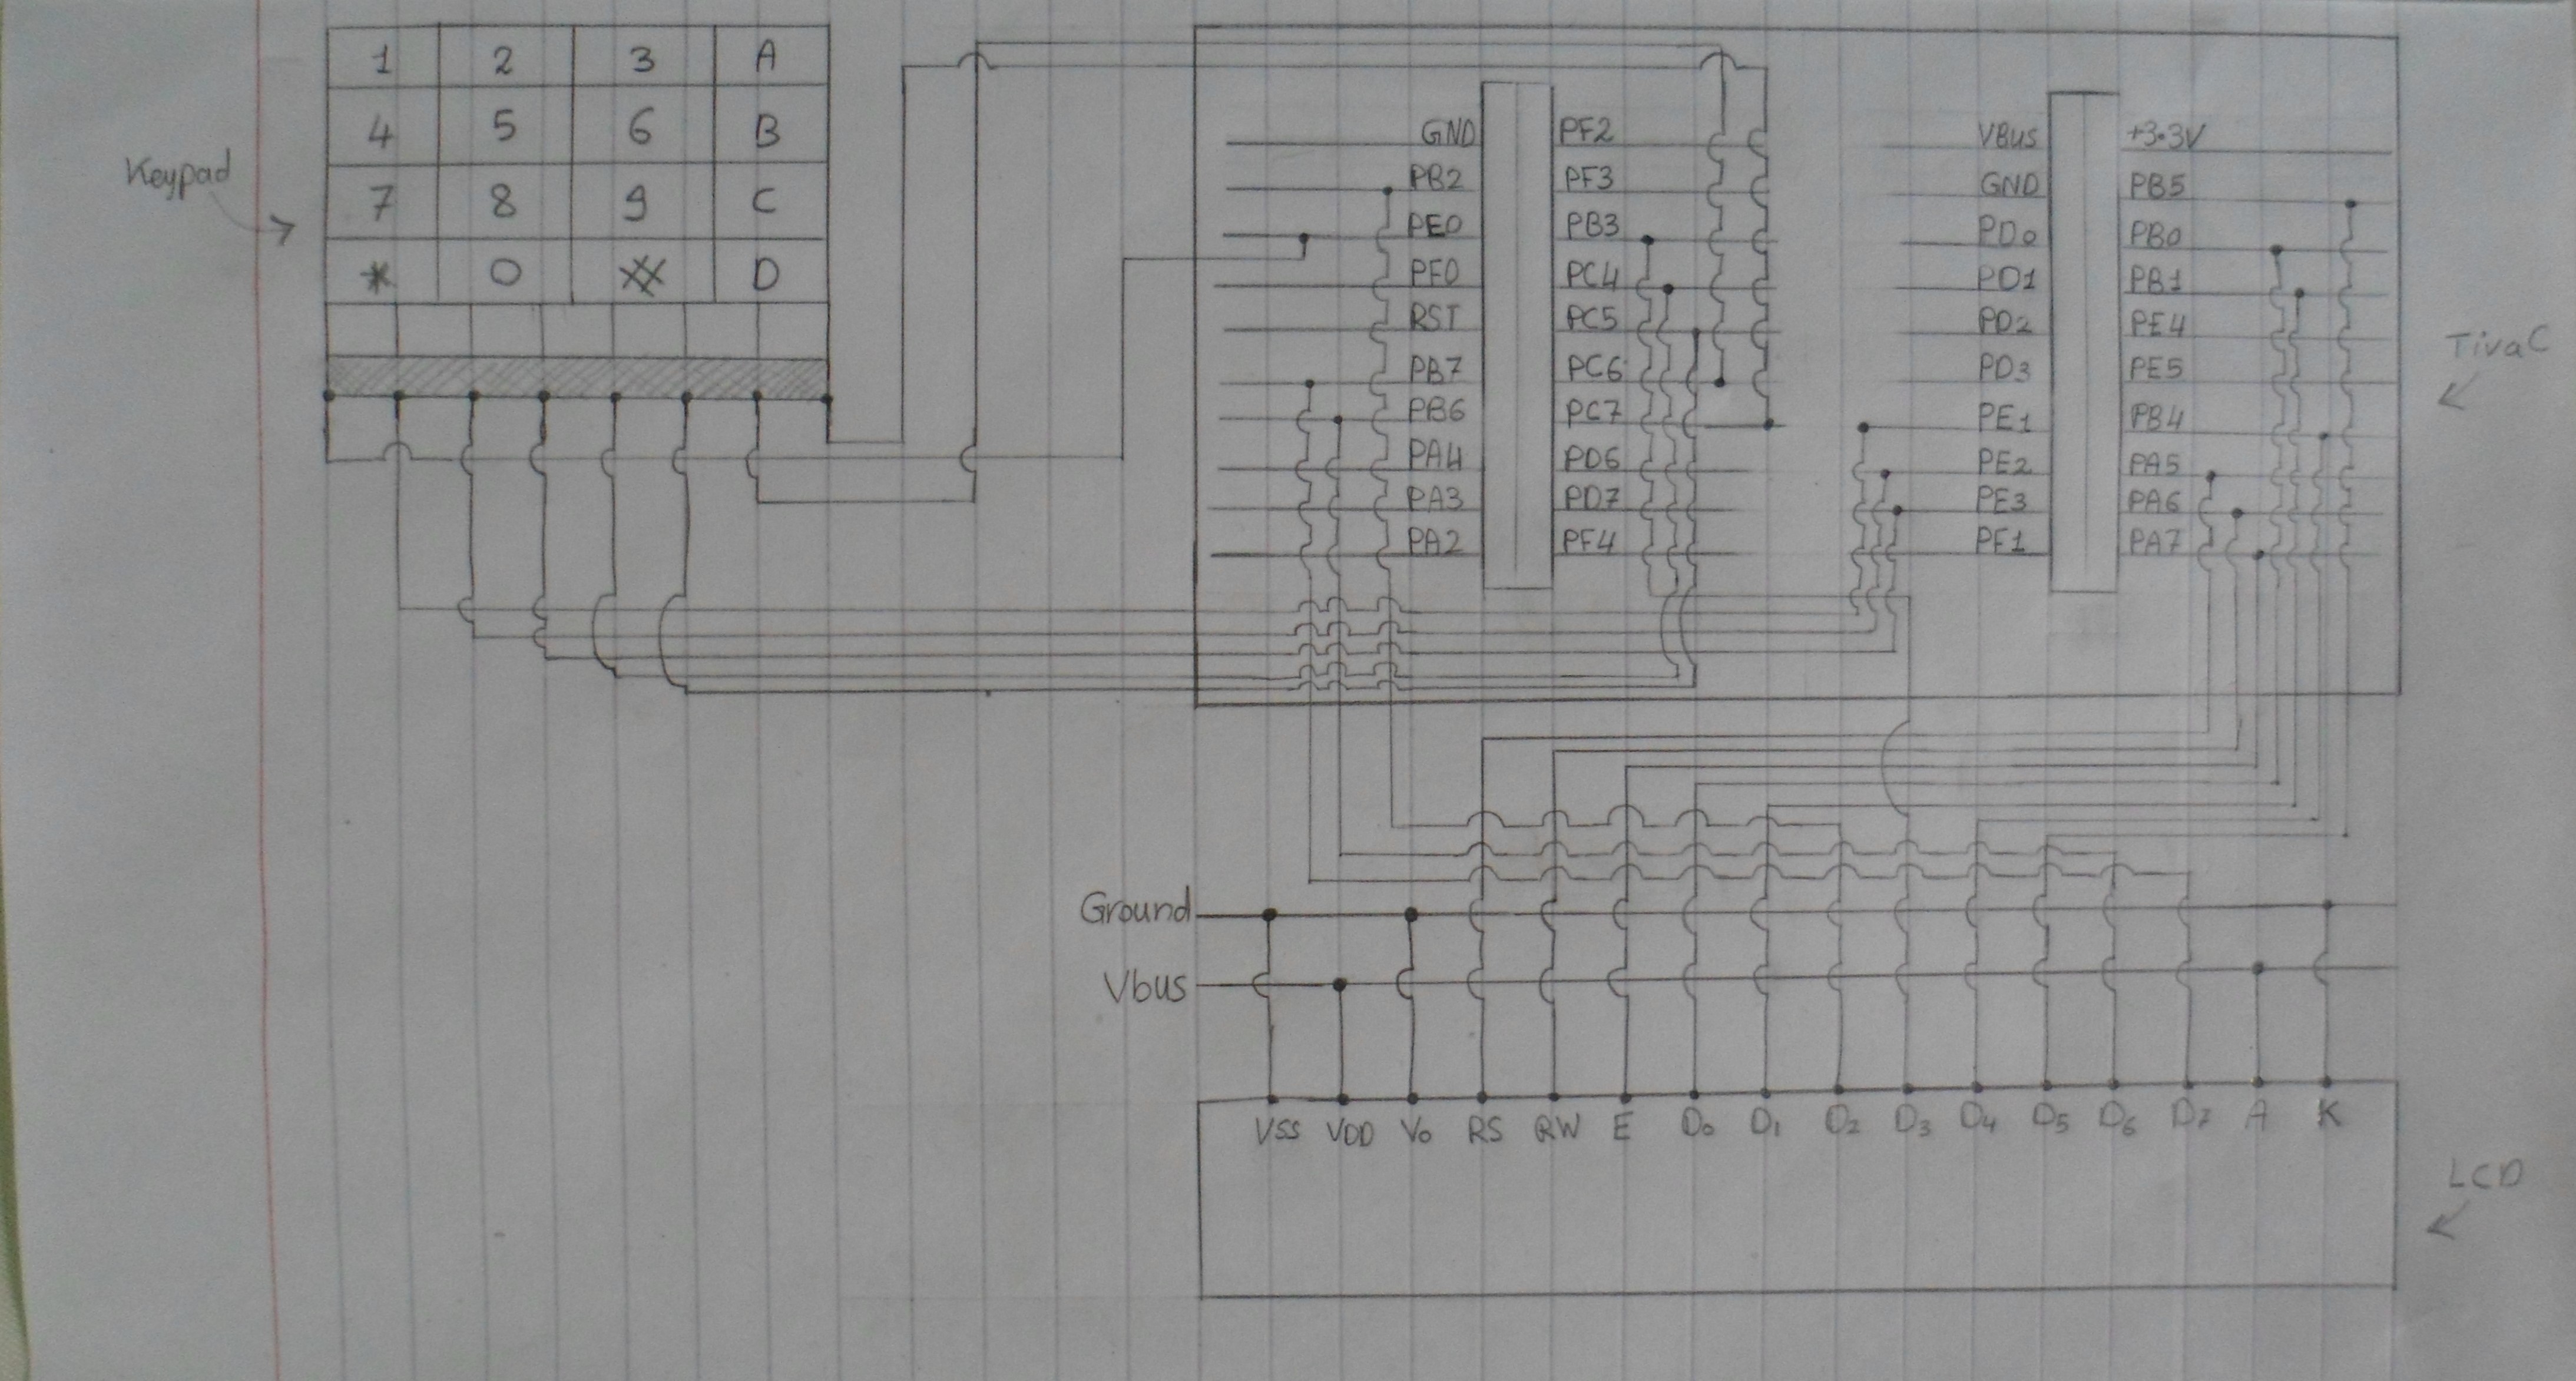 1 2 3 A
4 5 6 B
7 8 9 C
* 0 # D
Keypad
GND PF2
PB2 PF3
PE0 PB3
PF0 PC4
RST PC5
PB7 PC6
PB6 PC7
PA4 PD6
PA3 PD7
PA2 PF4
VBUS +3.3V
GND PB5
PD0 PB0
PD1 PB1
PD2 PE4
PD3 PE5
PE1 PB4
PE2 PA5
PE3 PA6
PF1 PA7
TivaC
Ground
Vbus
VSS VDD V0 RS RW E D0 D1 D2 D3 D4 D5 D6 D7 A K
LCD